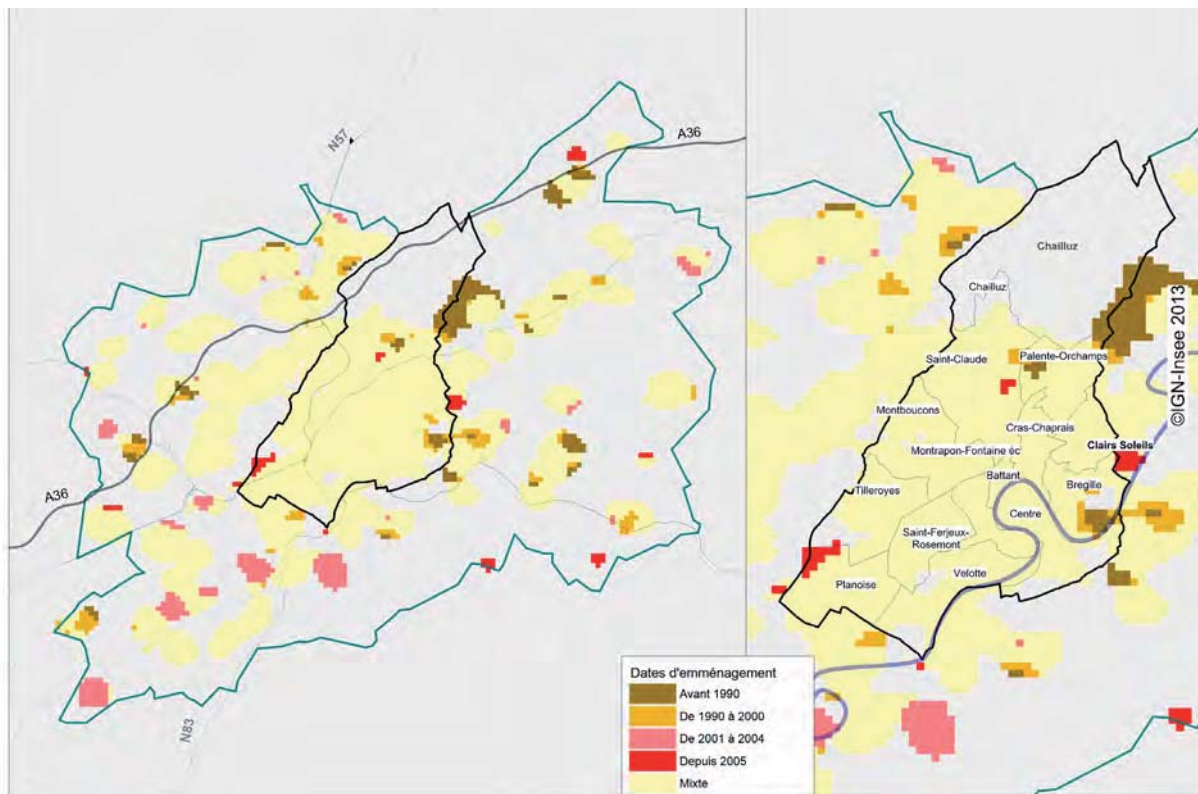 N57
A36
A36
N83
Chailluz
Chailluz
Saint-Claude
Palente-Orchamps
Montboucons
Cras-Chaprais
Montrapon-Fontaine éc
Clairs Soleils
Battant
Bregille
Tilleroyes
Centre
Saint-Ferjeux-
Rosemont
Planoise
Velotte
©IGN-Insee 2013
Dates d'emménagement
Avant 1990
De 1990 à 2000
De 2001 à 2004
Depuis 2005
Mixte